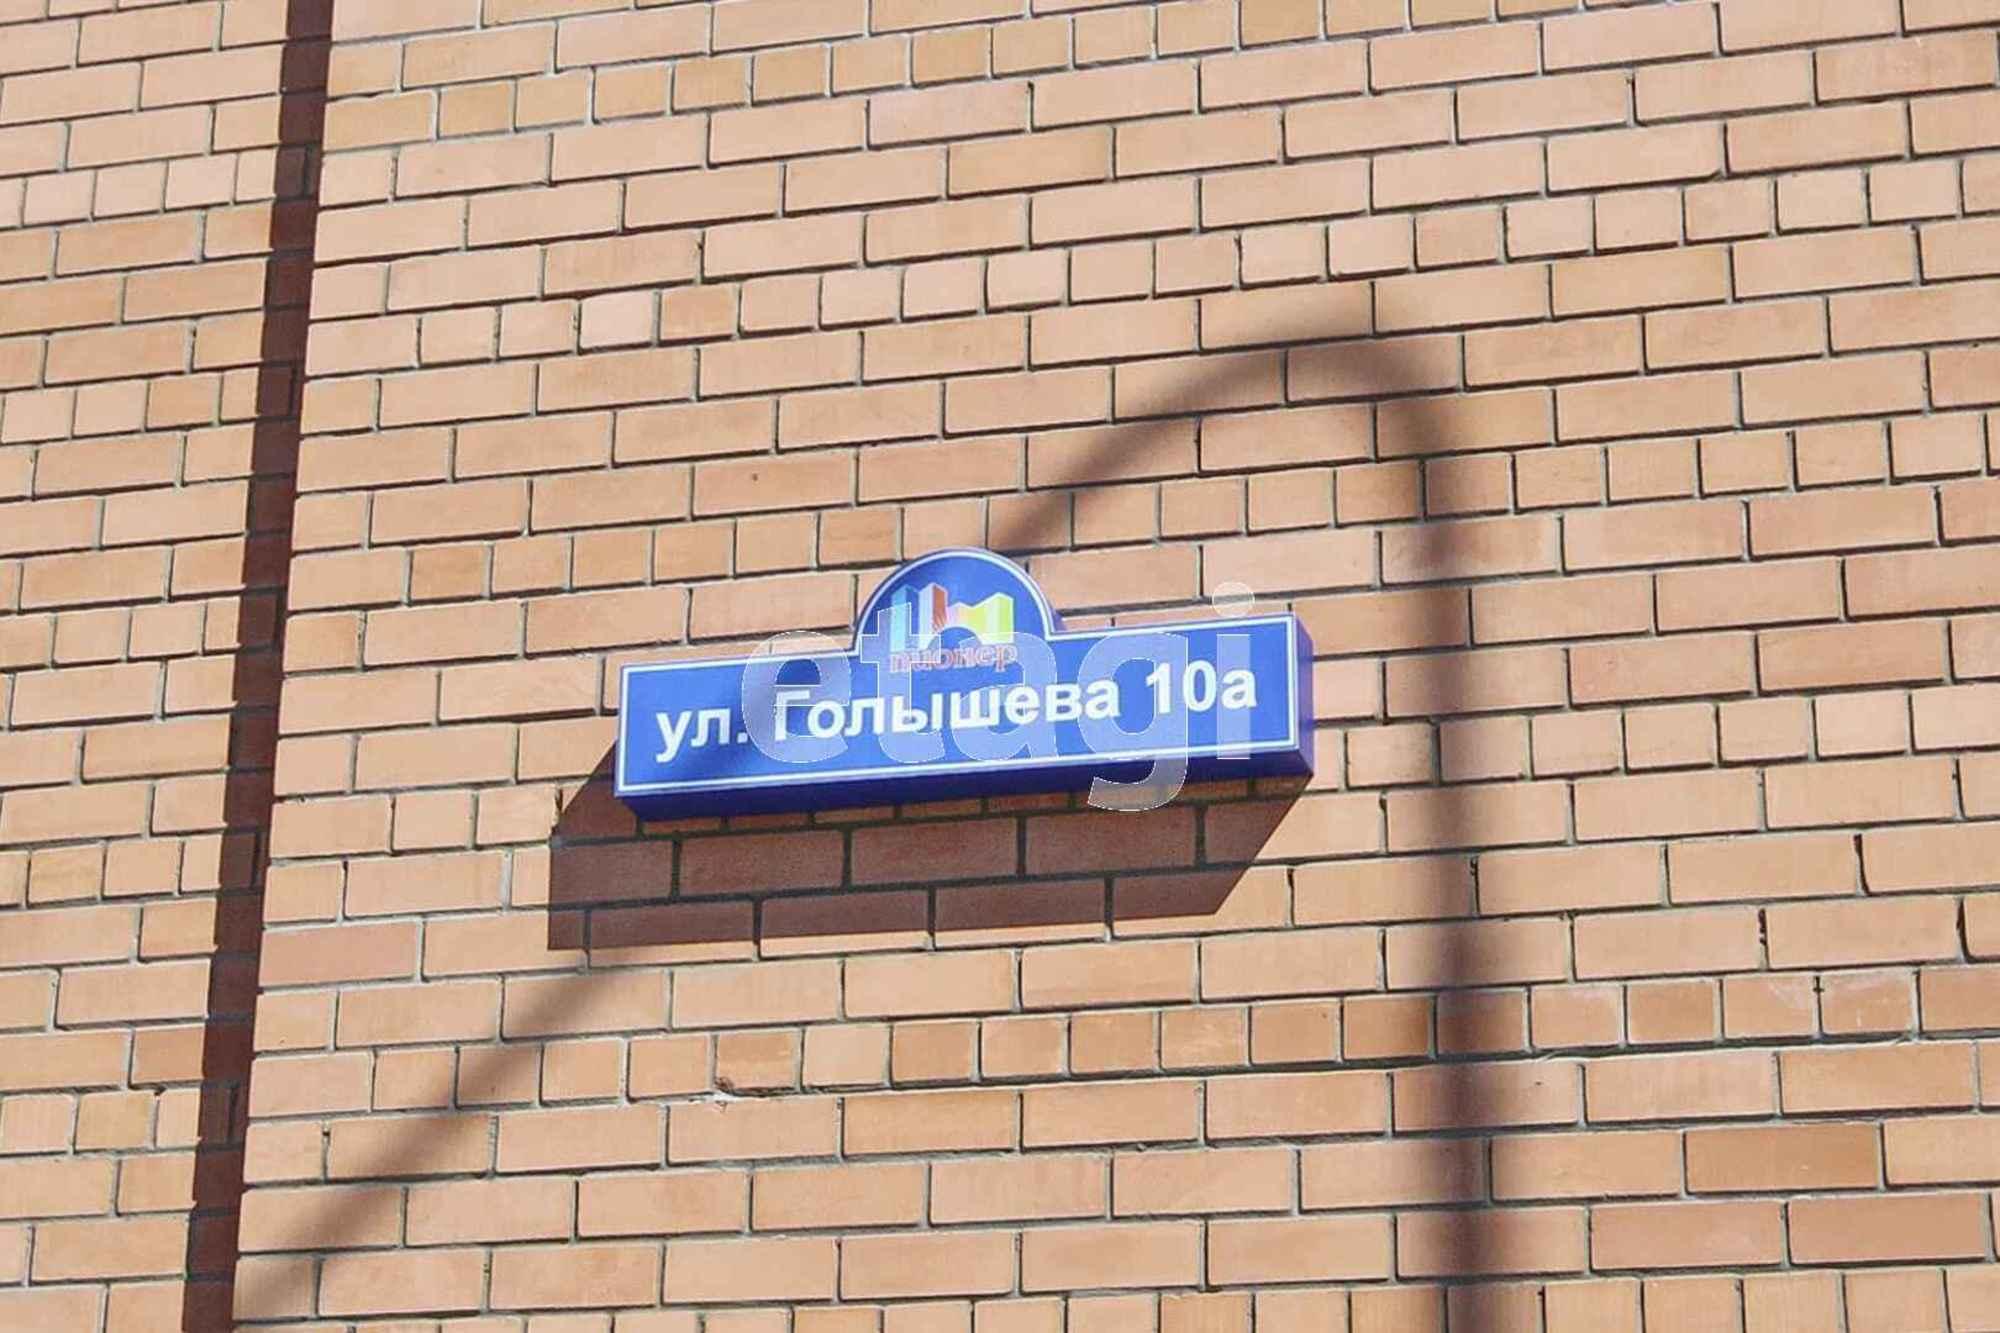 пионер
ул. Голышева 10а
etagi